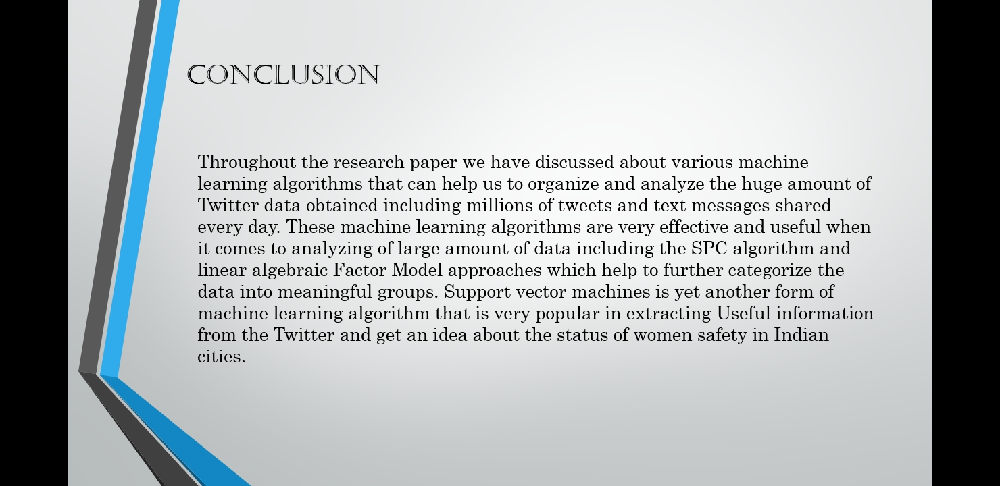 CONCLUSION
Throughout the research paper we have discussed about various machine
learning algorithms that can help us to organize and analyze the huge amount of
Twitter data obtained including millions of tweets and text messages shared
every day. These machine learning algorithms are very effective and useful when
it comes to analyzing of large amount of data including the SPC algorithm and
linear algebraic Factor Model approaches which help to further categorize the
data into meaningful groups. Support vector machines is yet another form of
machine learning algorithm that is very popular in extracting Useful information
from the Twitter and get an idea about the status of women safety in Indian
cities.